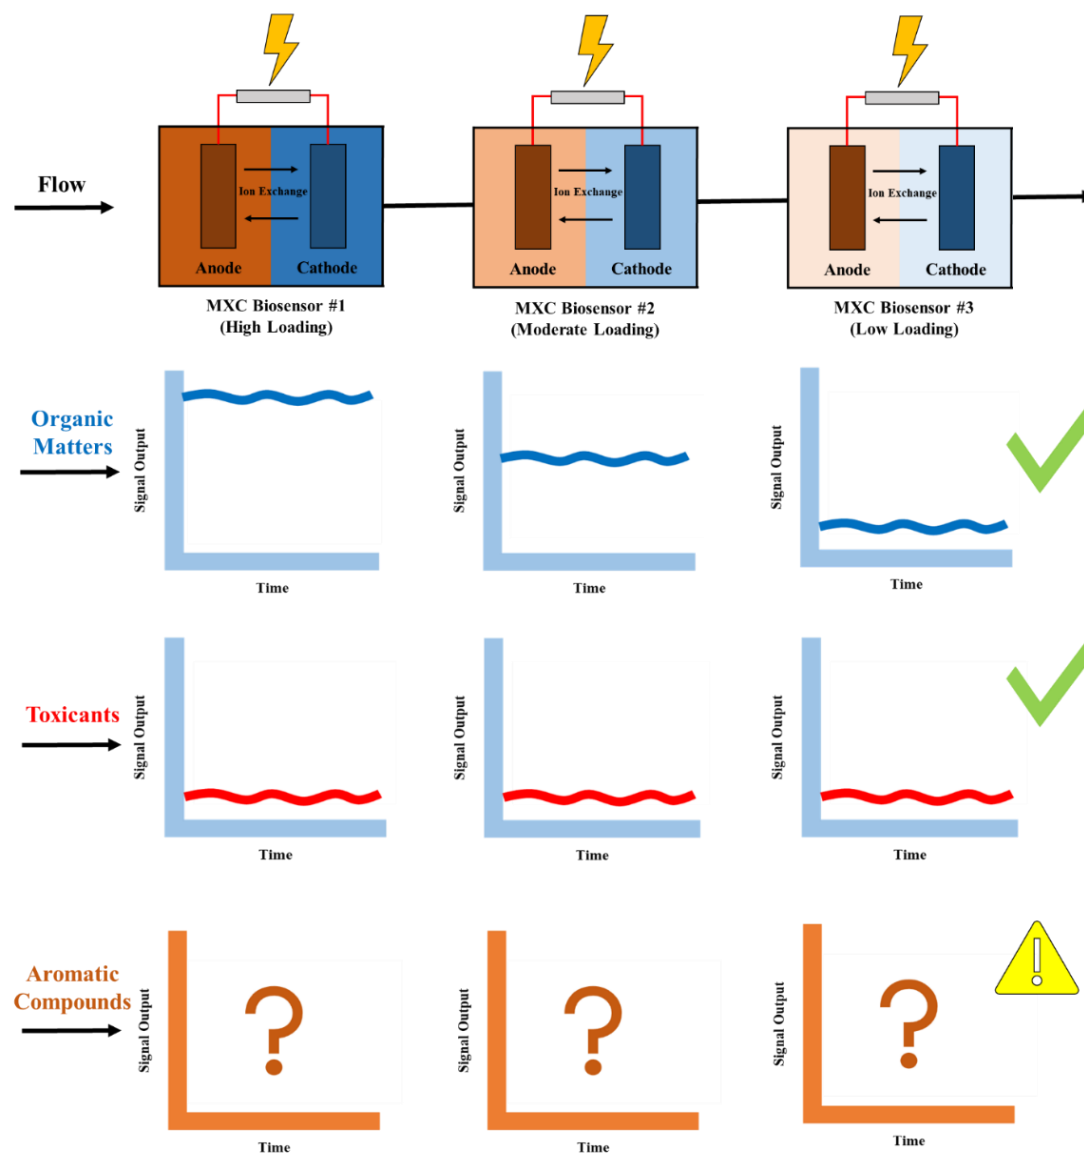 Flow
Ion Exchange
Anode
Cathode
MXC Biosensor #1
(High Loading)
Ion Exchange
Anode
Cathode
MXC Biosensor #2
(Moderate Loading)
Ion Exchange
Anode
Cathode
MXC Biosensor #3
(Low Loading)
Organic
Matters
Signal Output
Time
Signal Output
Time
Signal Output
Time
Toxicants
Signal Output
Time
Signal Output
Time
Signal Output
Time
Aromatic
Compounds
Signal Output
?
Time
Signal Output
?
Time
Signal Output
?
Time
!